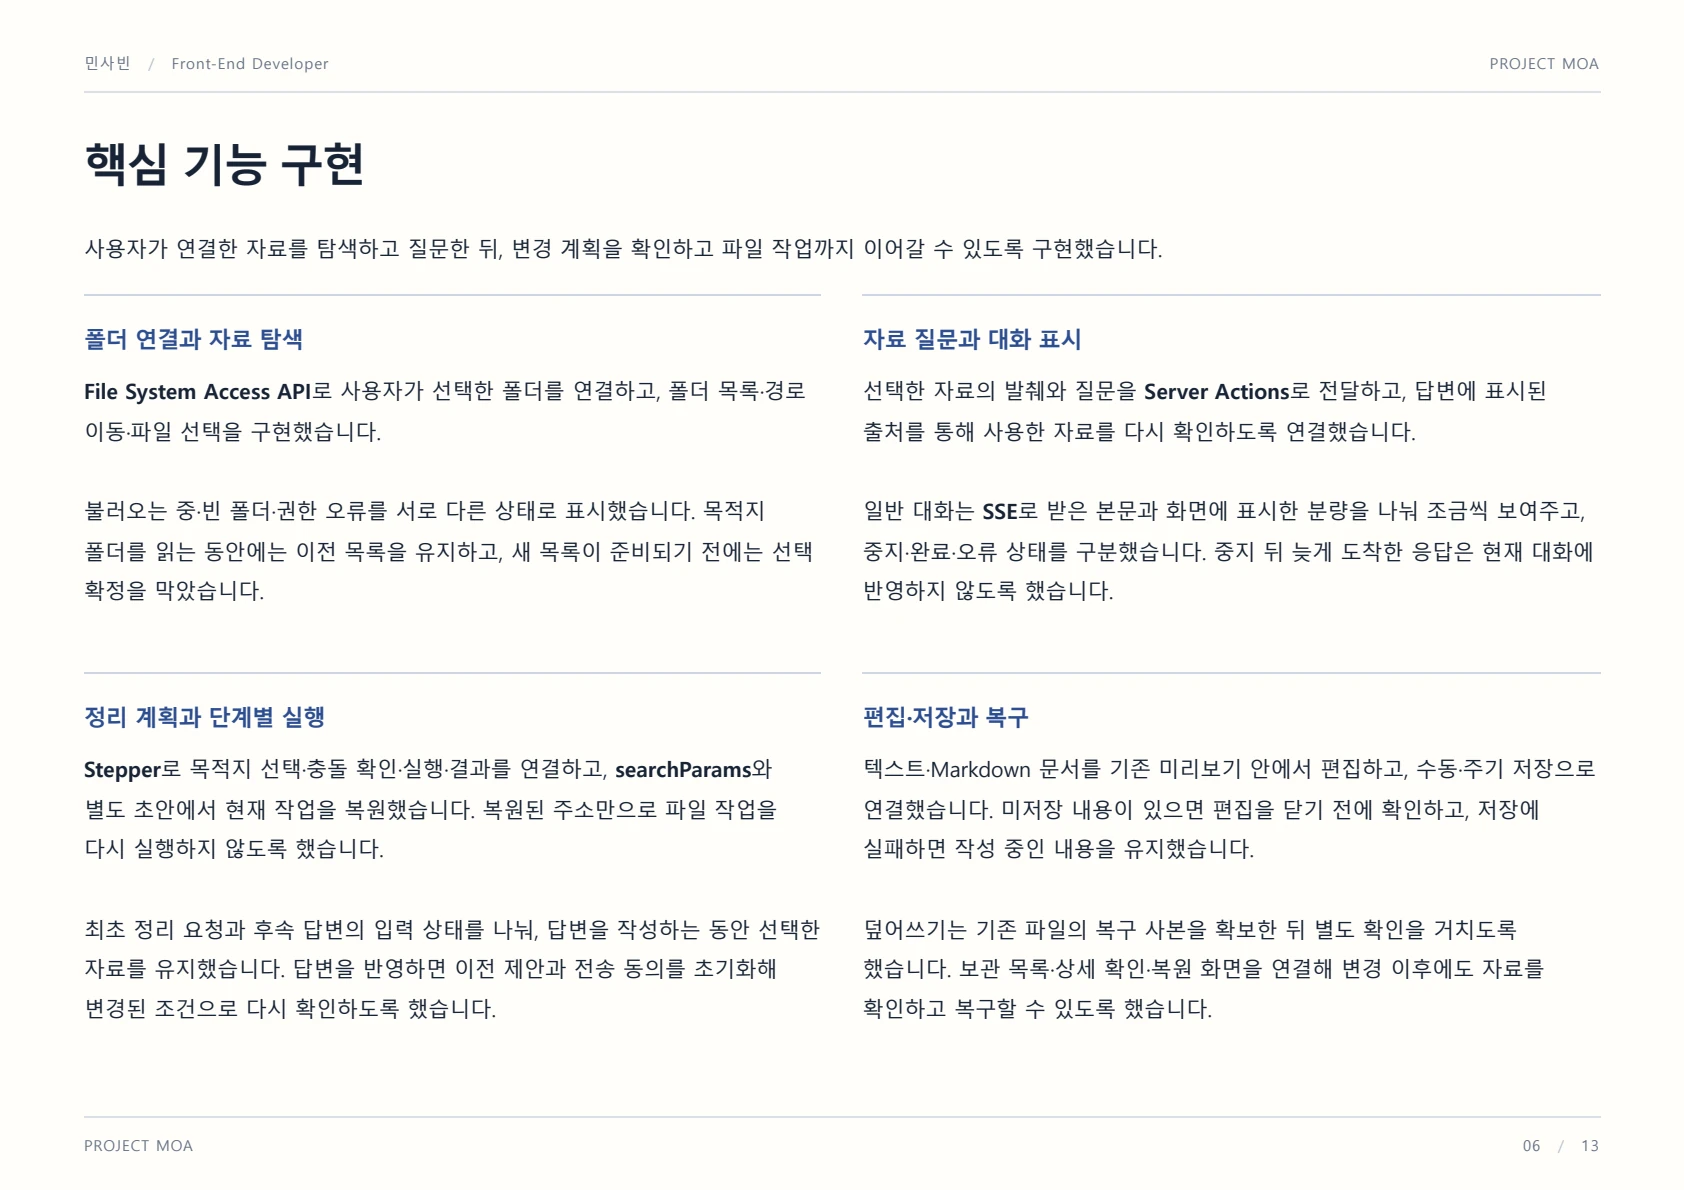 민사빈 / Front-End Developer
PROJECT MOA
핵심 기능 구현
사용자가 연결한 자료를 탐색하고 질문한 뒤, 변경 계획을 확인하고 파일 작업까지 이어갈 수 있도록 구현했습니다.
폴더 연결과 자료 탐색
File System Access API로 사용자가 선택한 폴더를 연결하고, 폴더 목록·경로
이동·파일 선택을 구현했습니다.
불러오는 중·빈 폴더·권한 오류를 서로 다른 상태로 표시했습니다. 목적지
폴더를 읽는 동안에는 이전 목록을 유지하고, 새 목록이 준비되기 전에는 선택
확정을 막았습니다.
자료 질문과 대화 표시
선택한 자료의 발췌와 질문을 Server Actions로 전달하고, 답변에 표시된
출처를 통해 사용한 자료를 다시 확인하도록 연결했습니다.
일반 대화는 SSE로 받은 본문과 화면에 표시한 분량을 나눠 조금씩 보여주고,
중지·완료·오류 상태를 구분했습니다. 중지 뒤 늦게 도착한 응답은 현재 대화에
반영하지 않도록 했습니다.
정리 계획과 단계별 실행
Stepper로 목적지 선택·충돌 확인·실행·결과를 연결하고, searchParams와
별도 초안에서 현재 작업을 복원했습니다. 복원된 주소만으로 파일 작업을
다시 실행하지 않도록 했습니다.
최초 정리 요청과 후속 답변의 입력 상태를 나눠, 답변을 작성하는 동안 선택한
자료를 유지했습니다. 답변을 반영하면 이전 제안과 전송 동의를 초기화해
변경된 조건으로 다시 확인하도록 했습니다.
편집·저장과 복구
텍스트·Markdown 문서를 기존 미리보기 안에서 편집하고, 수동·주기 저장으로
연결했습니다. 미저장 내용이 있으면 편집을 닫기 전에 확인하고, 저장에
실패하면 작성 중인 내용을 유지했습니다.
덮어쓰기는 기존 파일의 복구 사본을 확보한 뒤 별도 확인을 거치도록
했습니다. 보관 목록·상세 확인·복원 화면을 연결해 변경 이후에도 자료를
확인하고 복구할 수 있도록 했습니다.
PROJECT MOA
06 / 13